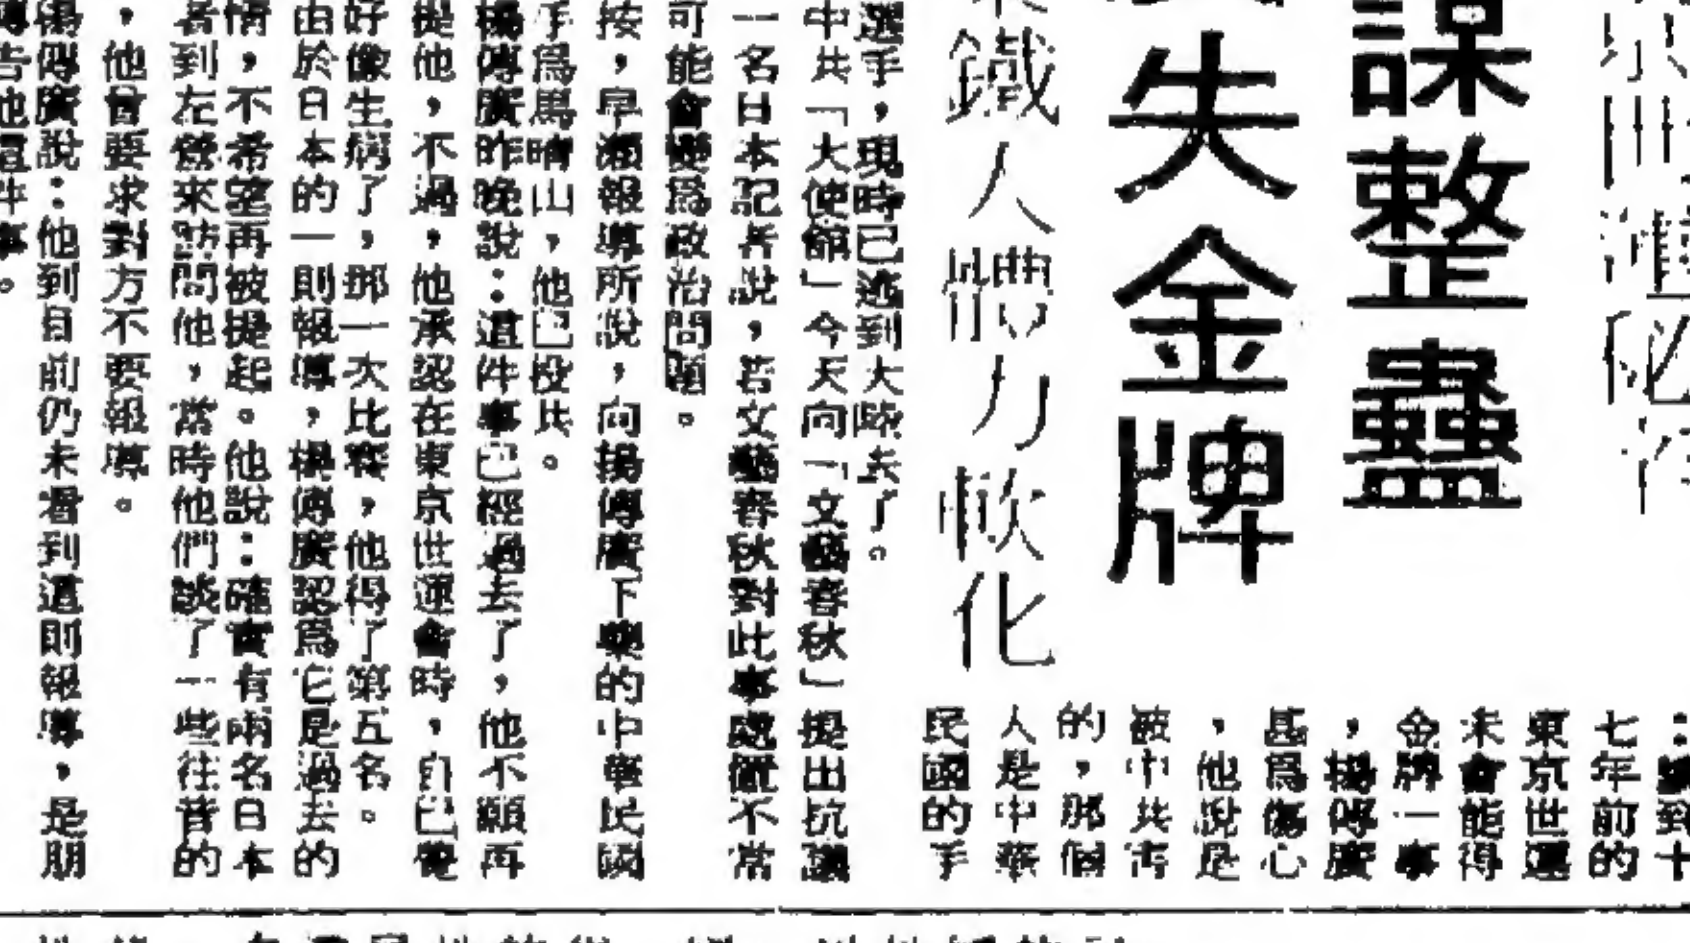 謀整蠱
失金牌
鐵人體力軟化
：談到十
七年前的
東京世運
未會能得
金牌一事
，楊傳廣
甚爲傷心
，他說是
被中共害
的，那個
人是中華
民國的手
選手，現時已逃到大陸去了。
中共「大使館」今天向「文藝春秋」提出抗議
一名日本記者說，若文藝春秋對此事處置不當
可能會變爲政治問題。
按，早瀨報導所說，向楊傳廣下藥的中華民國
手爲馬晴山，他已投共。
楊傳廣昨晚說：這件事已經過去了，他不願再
提他，不過，他承認在東京世運會時，自己覺
好像生病了，那一次比賽，他得了第五名。
由於日本的一則報導，楊傳廣認爲它是過去的
情，不希望再被提起。他說：確實有兩名日本
者到左營來訪問他，當時他們談了一些往昔的
，他曾要求對方不要報導。
楊傳廣說：他到目前仍未看到這則報導，是朋
轉告他這件事。